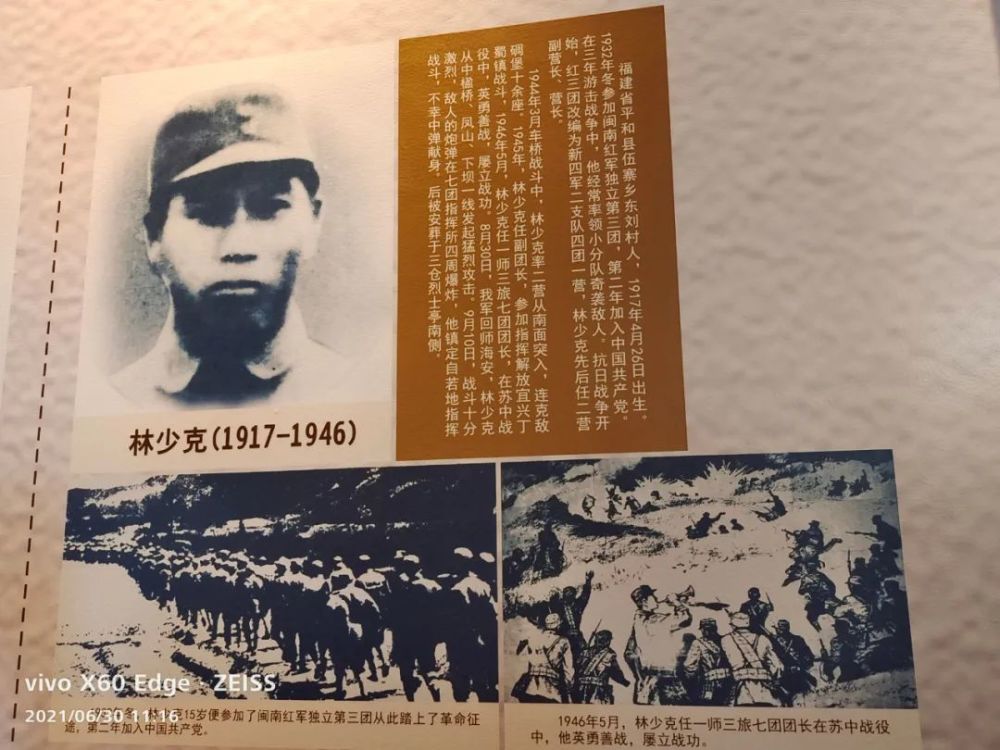 林少克(1917-1946)
福建省平和县伍寨乡东刘村人，1917年4月26日出生。
1932年冬参加闽南红军独立第三团，第二年加入中国共产党。
在三年游击战争中，他经常率领小分队奇袭敌人。抗日战争开
始，红三团改编为新四军二支队四团一营，林少克先后任二营
副营长、营长。
1944年3月车桥战斗中，林少克率二营从南面突入，连克敌
碉堡十余座。1945年，林少克任副团长，参加指挥解放宜兴丁
蜀镇战斗，1946年5月，林少克任一师三旅七团团长，在苏中战
役中，英勇善战，屡立战功。8月30日，我军回师海安，林少克
从中楹桥、凤山、下坝一线发起猛烈攻击。9月10日，战斗十分
激烈，敌人的炮弹在七团指挥所四周爆炸，他镇定自若地指挥
战斗，不幸中弹献身。后被安葬于三仓烈士亭南侧。
15岁便参加了闽南红军独立第三团从此踏上了革命征
途，第二年加入中国共产党。
1946年5月，林少克任一师三旅七团团长在苏中战役
中，他英勇善战，屡立战功。
vivo X60 Edge · ZEISS
2021/06/30 11:16